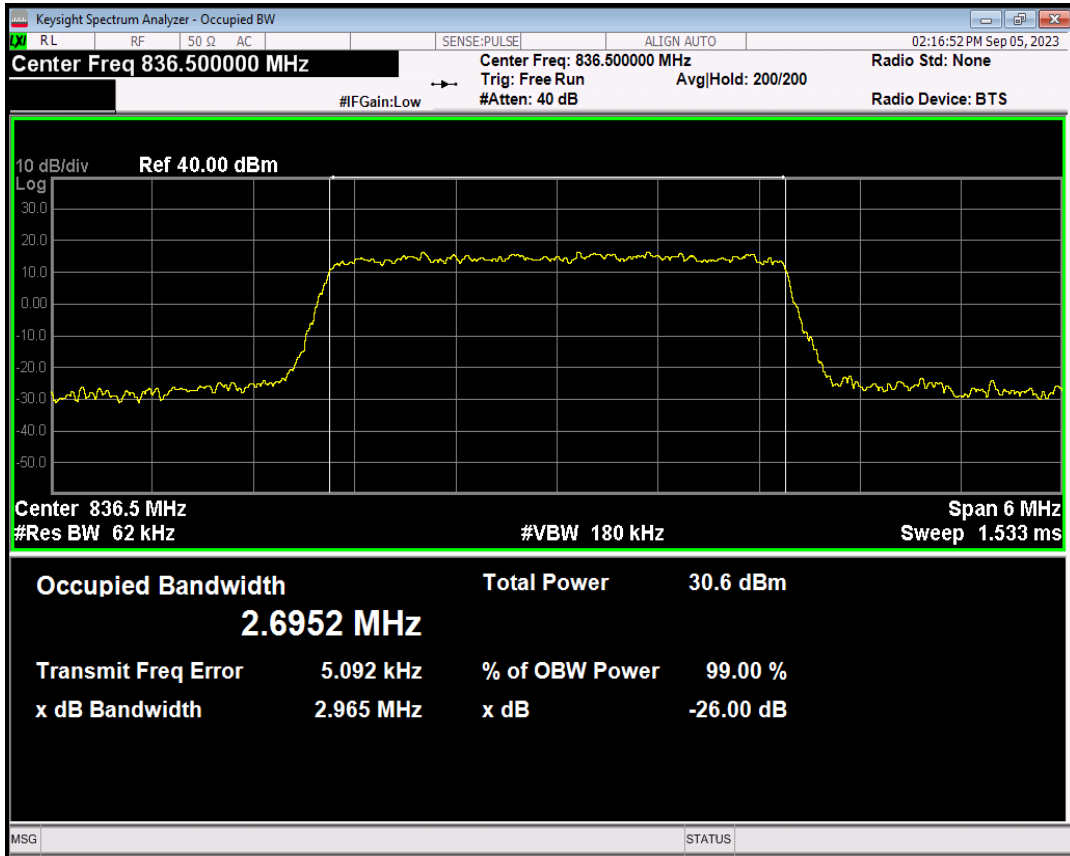 Keysight Spectrum Analyzer - Occupied BW
LXI RL RF 50 Ω AC SENSE:PULSE ALIGN AUTO 02:16:52 PM Sep 05, 2023
Center Freq 836.500000 MHz Center Freq: 836.500000 MHz Radio Std: None
Trig: Free Run Avg|Hold: 200/200
#IFGain:Low #Atten: 40 dB Radio Device: BTS
10 dB/div Ref 40.00 dBm
Log
30.0
20.0
10.0
0.00
-10.0
-20.0
-30.0
-40.0
-50.0
Center 836.5 MHz Span 6 MHz
#Res BW 62 kHz #VBW 180 kHz Sweep 1.533 ms
Occupied Bandwidth Total Power 30.6 dBm
2.6952 MHz
Transmit Freq Error 5.092 kHz % of OBW Power 99.00 %
x dB Bandwidth 2.965 MHz x dB -26.00 dB
MSG STATUS